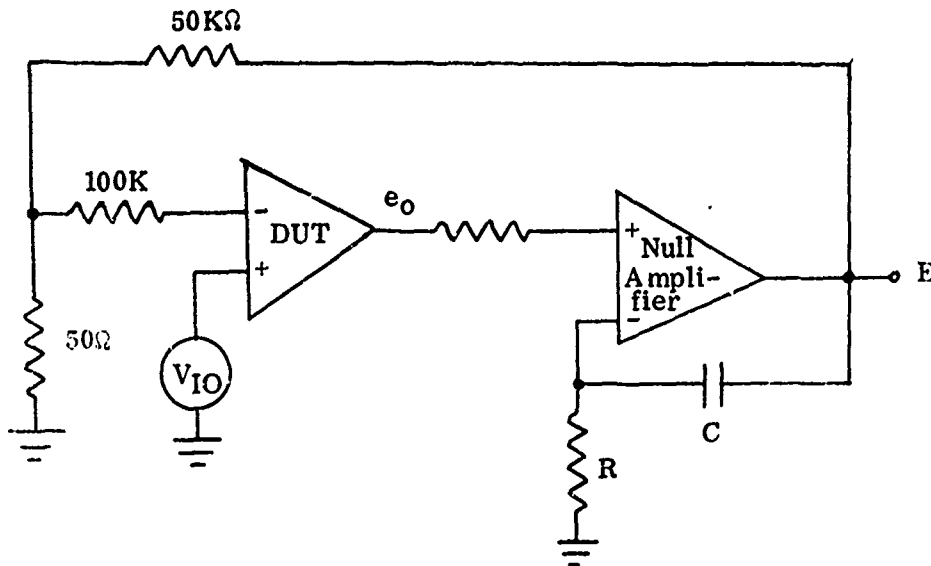 50KΩ
100K
-
DUT
+
e₀
50Ω
V_IO
+
Null
Ampli-
fier
-
E
C
R